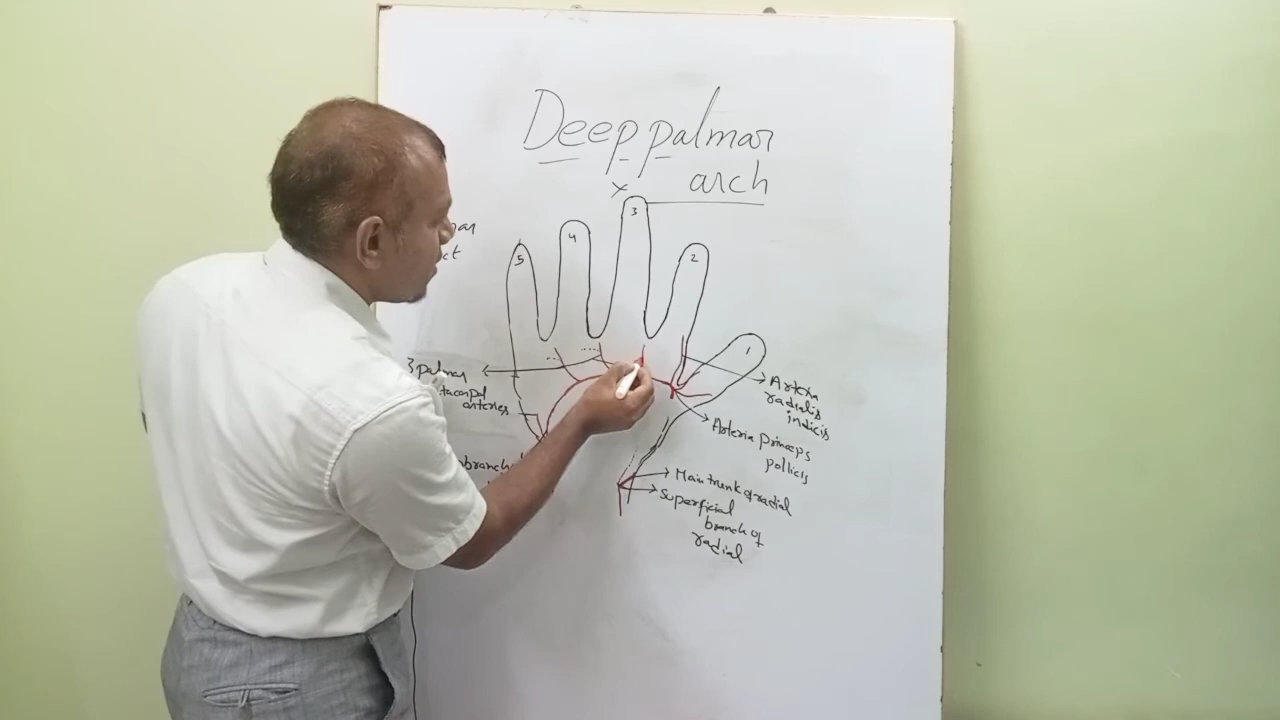 Deep palmar
arch
x
3
4
2
5
1
3 palmar
arteries
Arteria
radialis
indicis
Arteria princeps
pollicis
Main trunk of radial
Superficial
branch of
radial